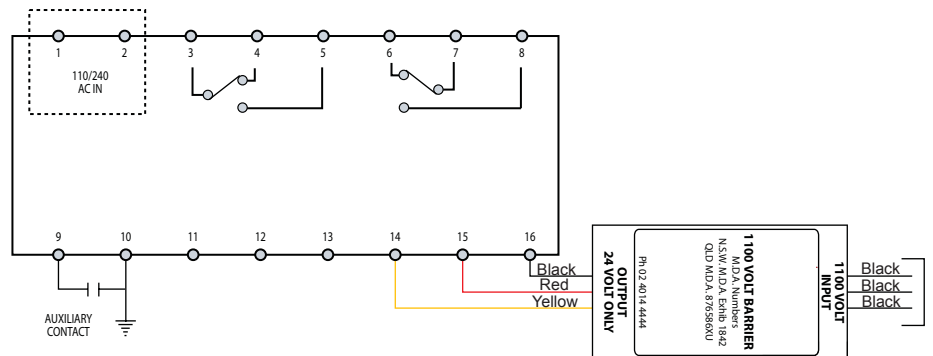 1 2 3 4 5 6 7 8
110/240
AC IN
9 10 11 12 13 14 15 16
AUXILIARY
CONTACT
Black
Red
Yellow
OUTPUT
24 VOLT ONLY
1100 VOLT BARRIER
M.D.A. Numbers
N.S.W. M.D.A. Exhib 1842
QLD M.D.A. 876586XU
Ph 02 4014 4444
1100 VOLT
INPUT
Black
Black
Black